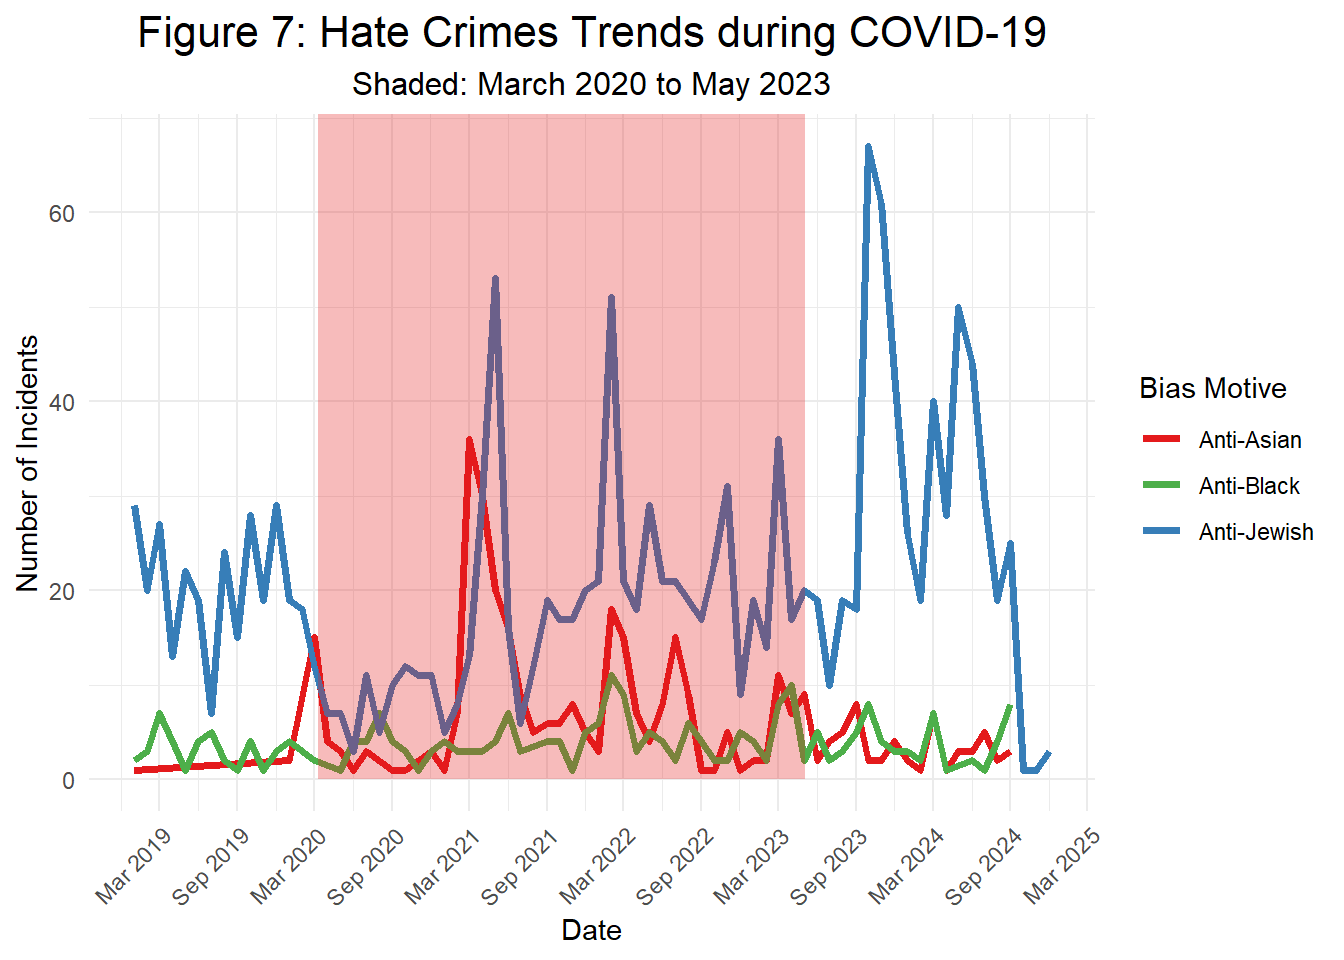 Figure 7: Hate Crimes Trends during COVID-19
Shaded: March 2020 to May 2023
Number of Incidents
60
40
20
0
Mar 2019
Sep 2019
Mar 2020
Sep 2020
Mar 2021
Sep 2021
Mar 2022
Sep 2022
Mar 2023
Sep 2023
Mar 2024
Sep 2024
Mar 2025
Date
Bias Motive
Anti-Asian
Anti-Black
Anti-Jewish